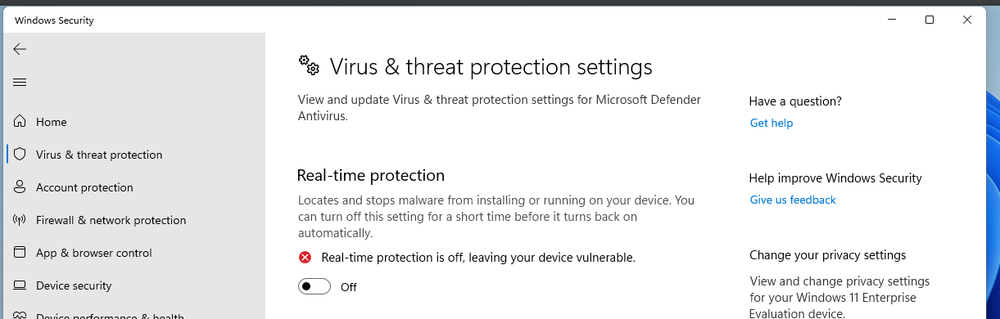 Windows Security
Home
Virus & threat protection
Account protection
Firewall & network protection
App & browser control
Device security
Device performance & health
Virus & threat protection settings
View and update Virus & threat protection settings for Microsoft Defender
Antivirus.
Real-time protection
Locates and stops malware from installing or running on your device. You
can turn off this setting for a short time before it turns back on
automatically.
Real-time protection is off, leaving your device vulnerable.
Off
Have a question?
Get help
Help improve Windows Security
Give us feedback
Change your privacy settings
View and change privacy settings
for your Windows 11 Enterprise
Evaluation device.